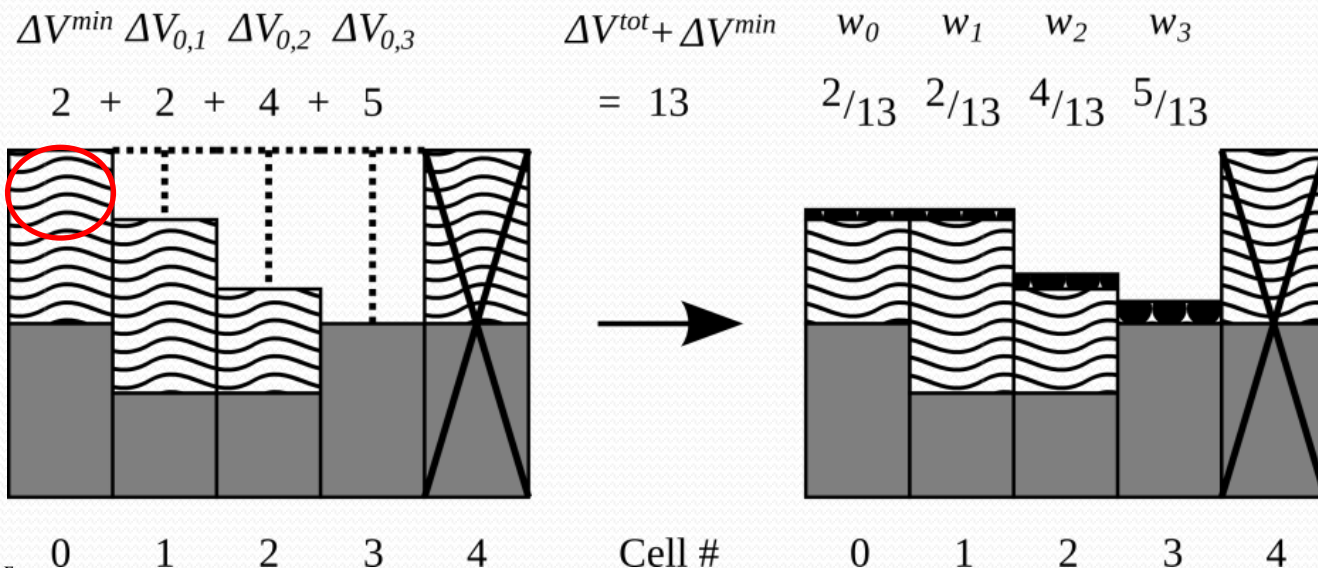 ΔV^min ΔV_0,1 ΔV_0,2 ΔV_0,3 ΔV^tot + ΔV^min w_0 w_1 w_2 w_3
2 + 2 + 4 + 5 = 13 2/13 2/13 4/13 5/13
0 1 2 3 4 Cell # 0 1 2 3 4